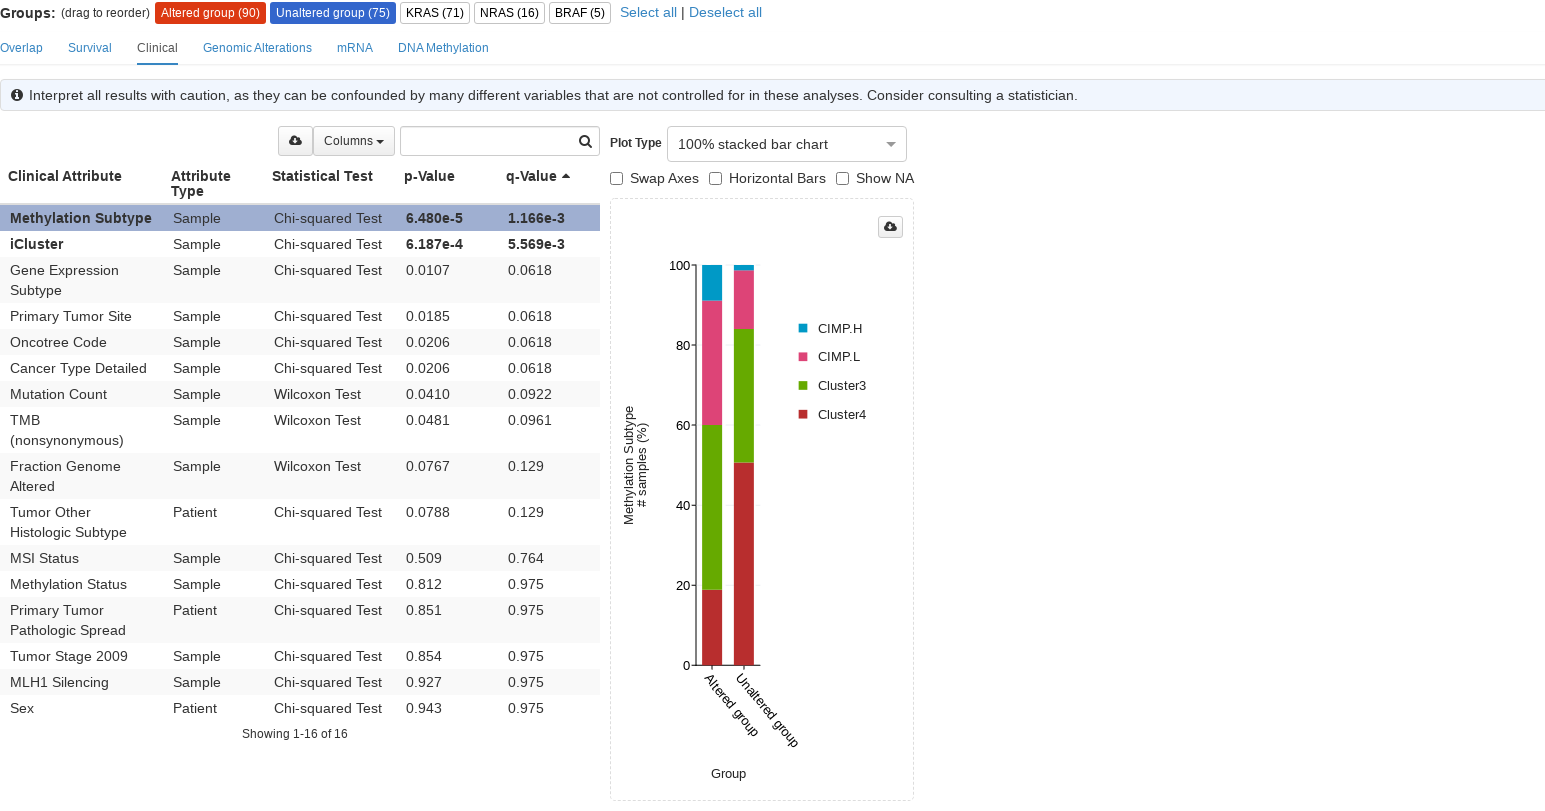 Groups: (drag to reorder) Altered group (90) Unaltered group (75) KRAS (71) NRAS (16) BRAF (5) Select all | Deselect all
Overlap Survival Clinical Genomic Alterations mRNA DNA Methylation
Interpret all results with caution, as they can be confounded by many different variables that are not controlled for in these analyses. Consider consulting a statistician.
Columns
Clinical Attribute Attribute Type Statistical Test p-Value q-Value
Methylation Subtype Sample Chi-squared Test 6.480e-5 1.166e-3
iCluster Sample Chi-squared Test 6.187e-4 5.569e-3
Gene Expression Subtype Sample Chi-squared Test 0.0107 0.0618
Primary Tumor Site Sample Chi-squared Test 0.0185 0.0618
Oncotree Code Sample Chi-squared Test 0.0206 0.0618
Cancer Type Detailed Sample Chi-squared Test 0.0206 0.0618
Mutation Count Sample Wilcoxon Test 0.0410 0.0922
TMB (nonsynonymous) Sample Wilcoxon Test 0.0481 0.0961
Fraction Genome Altered Sample Wilcoxon Test 0.0767 0.129
Tumor Other Histologic Subtype Patient Chi-squared Test 0.0788 0.129
MSI Status Sample Chi-squared Test 0.509 0.764
Methylation Status Sample Chi-squared Test 0.812 0.975
Primary Tumor Pathologic Spread Patient Chi-squared Test 0.851 0.975
Tumor Stage 2009 Sample Chi-squared Test 0.854 0.975
MLH1 Silencing Sample Chi-squared Test 0.927 0.975
Sex Patient Chi-squared Test 0.943 0.975
Showing 1-16 of 16
Plot Type 100% stacked bar chart
Swap Axes Horizontal Bars Show NA
100
80
60
40
20
0
Methylation Subtype
# samples (%)
CIMP.H
CIMP.L
Cluster3
Cluster4
Altered group
Unaltered group
Group